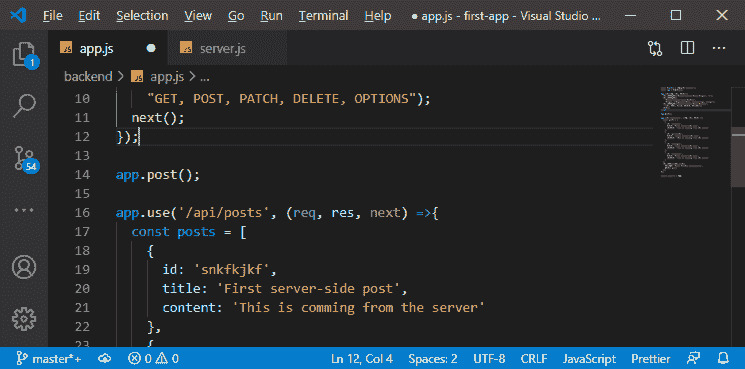 File Edit View Go Run Terminal Help ● app.js - first-app - Visual Studio ...
JS app.js ● JS server.js ...
backend > JS app.js > ...
1
54
10 "GET, POST, PATCH, DELETE, OPTIONS");
11 next();
12 });
13
14 app.post();
15
16 app.use('/api/posts', (req, res, next) =>{
17 const posts = [
18 {
19 id: 'snkfkjkf',
20 title: 'First server-side post',
21 content: 'This is comming from the server'
22 },
23 {
master*+ 0 0 Ln 12, Col 4 Spaces: 2 UTF-8 CRLF JavaScript Prettier